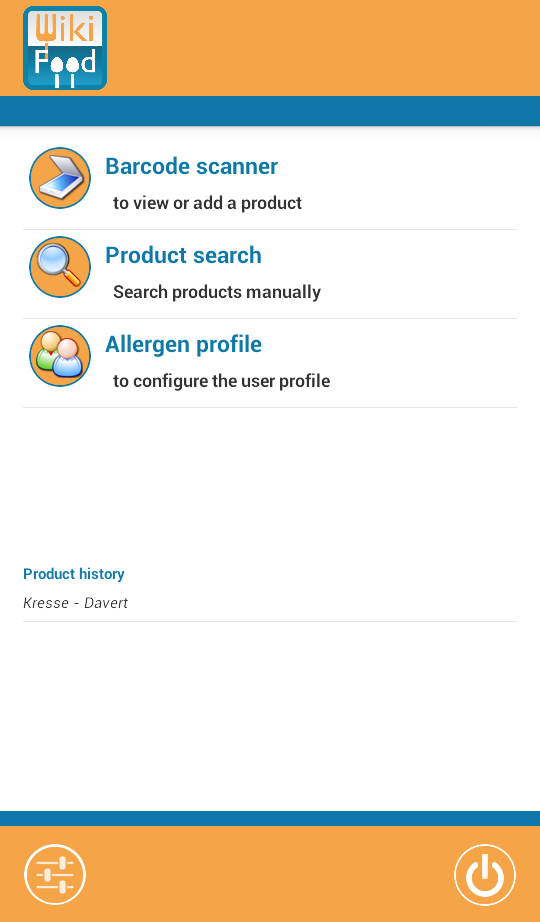 Wiki
Food
Barcode scanner
to view or add a product
Product search
Search products manually
Allergen profile
to configure the user profile
Product history
Kresse - Davert